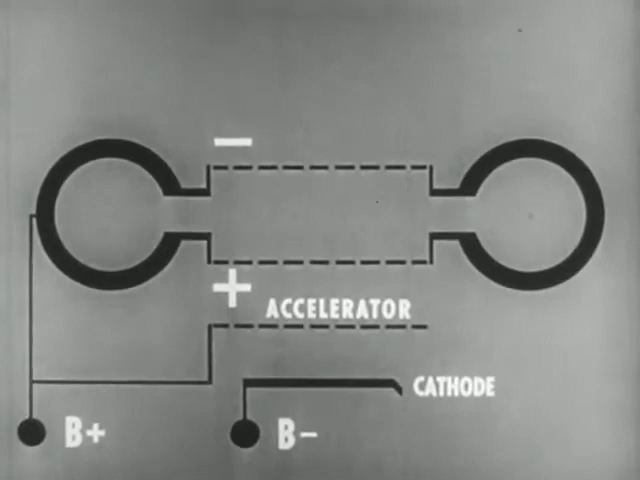 −
+
ACCELERATOR
CATHODE
B+
B−